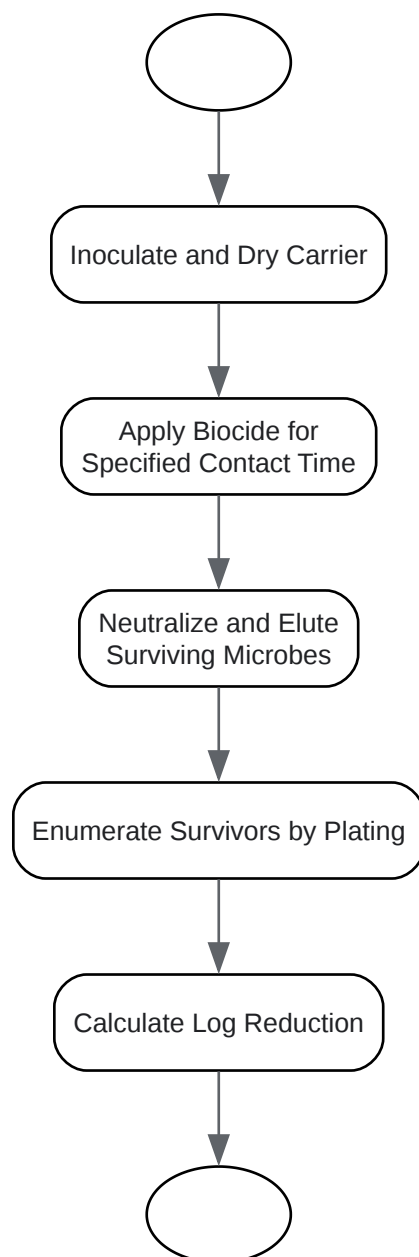 Inoculate and Dry Carrier
Apply Biocide for
Specified Contact Time
Neutralize and Elute
Surviving Microbes
Enumerate Survivors by Plating
Calculate Log Reduction